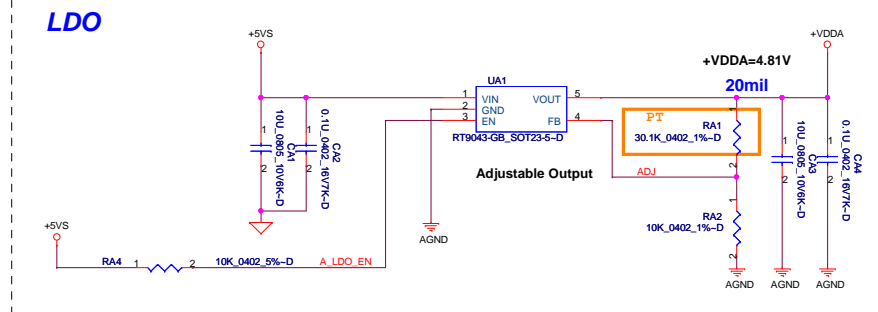 LDO
+5VS
+VDDA
+VDDA=4.81V
20mil
UA1
1 VIN VOUT 5
2 GND
3 EN FB 4
RT9043-GB_SOT23-5~D
Adjustable Output
PT
1
RA1
30.1K_0402_1%~D
2
ADJ
1
RA2
10K_0402_1%~D
2
1
2
CA1
10U_0805_10V6K~D
1
2
CA2
0.1U_0402_16V7K~D
1
2
CA3
10U_0805_10V6K~D
1
2
CA4
0.1U_0402_16V7K~D
+5VS
AGND
RA4 1 2 10K_0402_5%~D A_LDO_EN
AGND
AGND
AGND